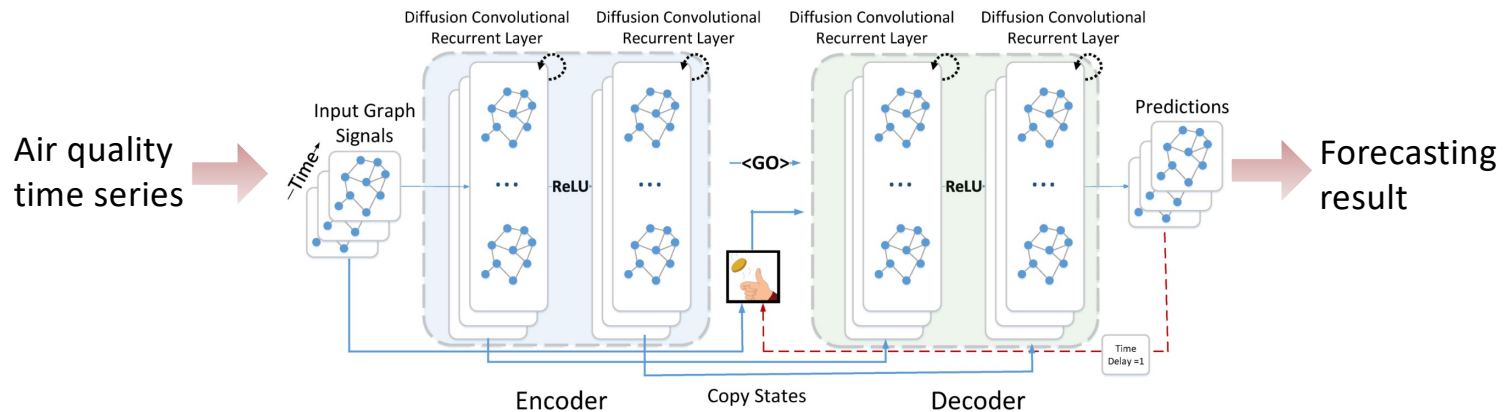 Diffusion Convolutional
Recurrent Layer
Diffusion Convolutional
Recurrent Layer
Diffusion Convolutional
Recurrent Layer
Diffusion Convolutional
Recurrent Layer
Air quality
time series
Time
Input Graph
Signals
...
ReLU
...
<GO>
...
ReLU
...
Predictions
Forecasting
result
Time
Delay =1
Encoder
Copy States
Decoder